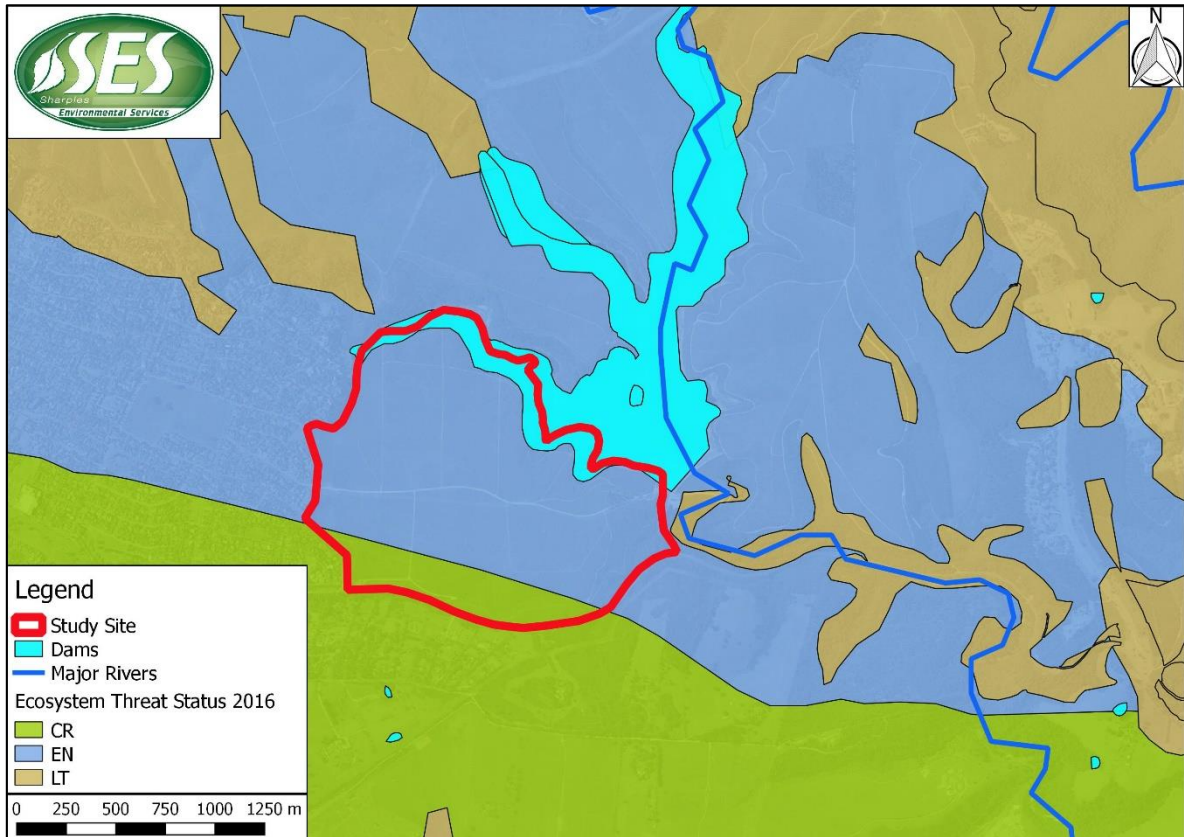 SES
Sharples
Environmental Services
N
Legend
Study Site
Dams
Major Rivers
Ecosystem Threat Status 2016
CR
EN
LT
0 250 500 750 1000 1250 m